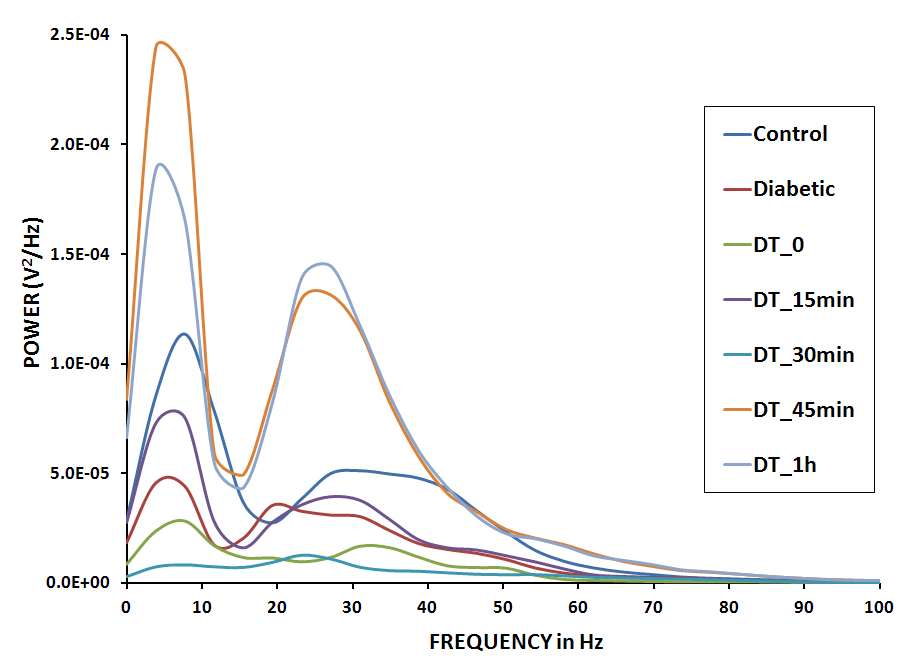 POWER (V²/Hz)
2.5E-04
2.0E-04
1.5E-04
1.0E-04
5.0E-05
0.0E+00
0 10 20 30 40 50 60 70 80 90 100
FREQUENCY in Hz
Control
Diabetic
DT_0
DT_15min
DT_30min
DT_45min
DT_1h